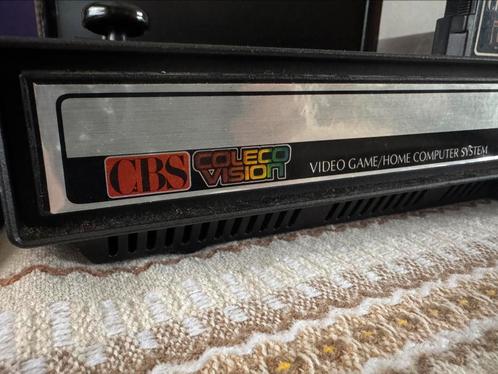 CBS COLECO VISION VIDEO GAME/HOME COMPUTER SYSTEM